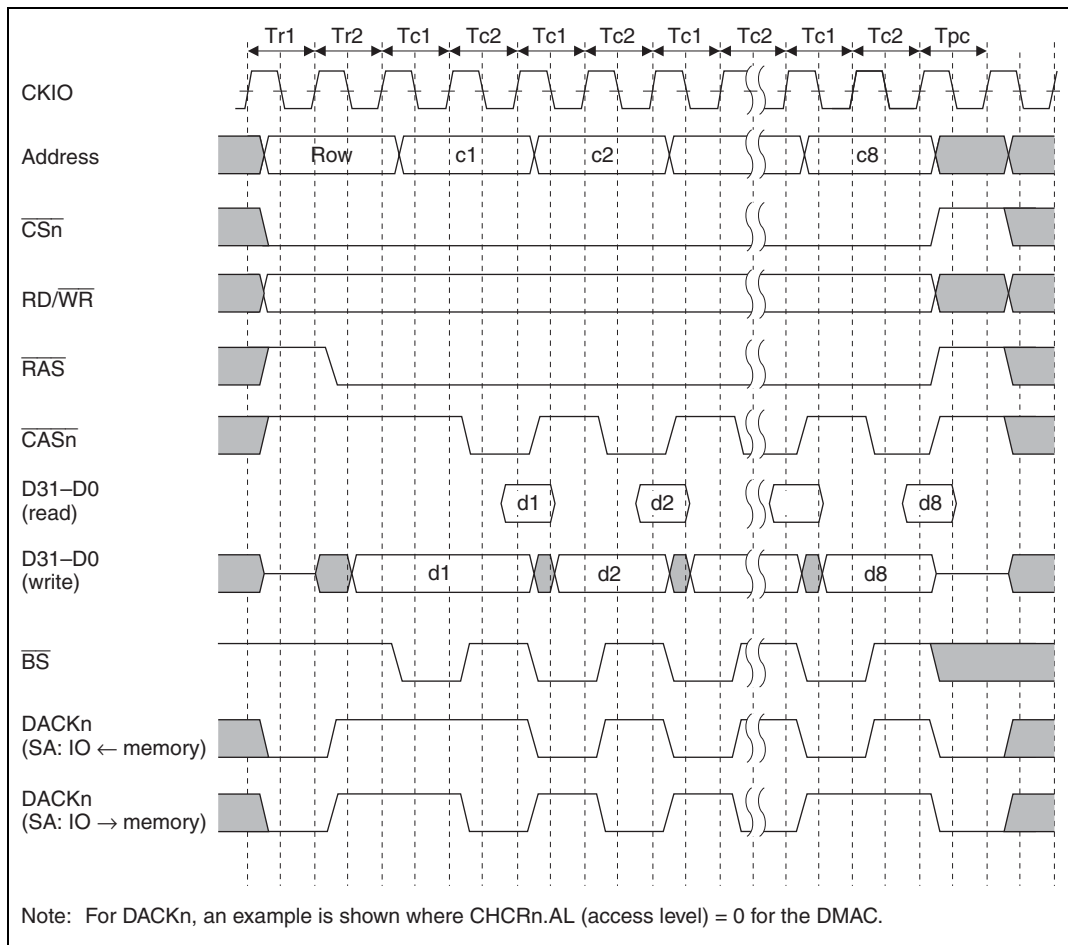 Tr1 Tr2 Tc1 Tc2 Tc1 Tc2 Tc1 Tc2 Tc1 Tc2 Tpc
CKIO
Address Row c1 c2 c8
CSn
RD/WR
RAS
CASn
D31–D0
(read) d1 d2 d8
D31–D0
(write) d1 d2 d8
BS
DACKn
(SA: IO ← memory)
DACKn
(SA: IO → memory)
Note: For DACKn, an example is shown where CHCRn.AL (access level) = 0 for the DMAC.